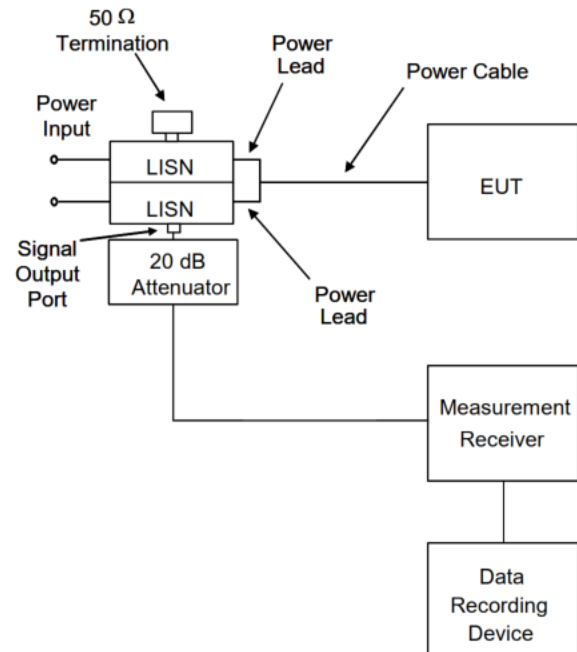 50 Ω
Termination
Power
Lead
Power Cable
Power
Input
LISN
EUT
LISN
Signal
Output
Port
20 dB
Attenuator
Power
Lead
Measurement
Receiver
Data
Recording
Device